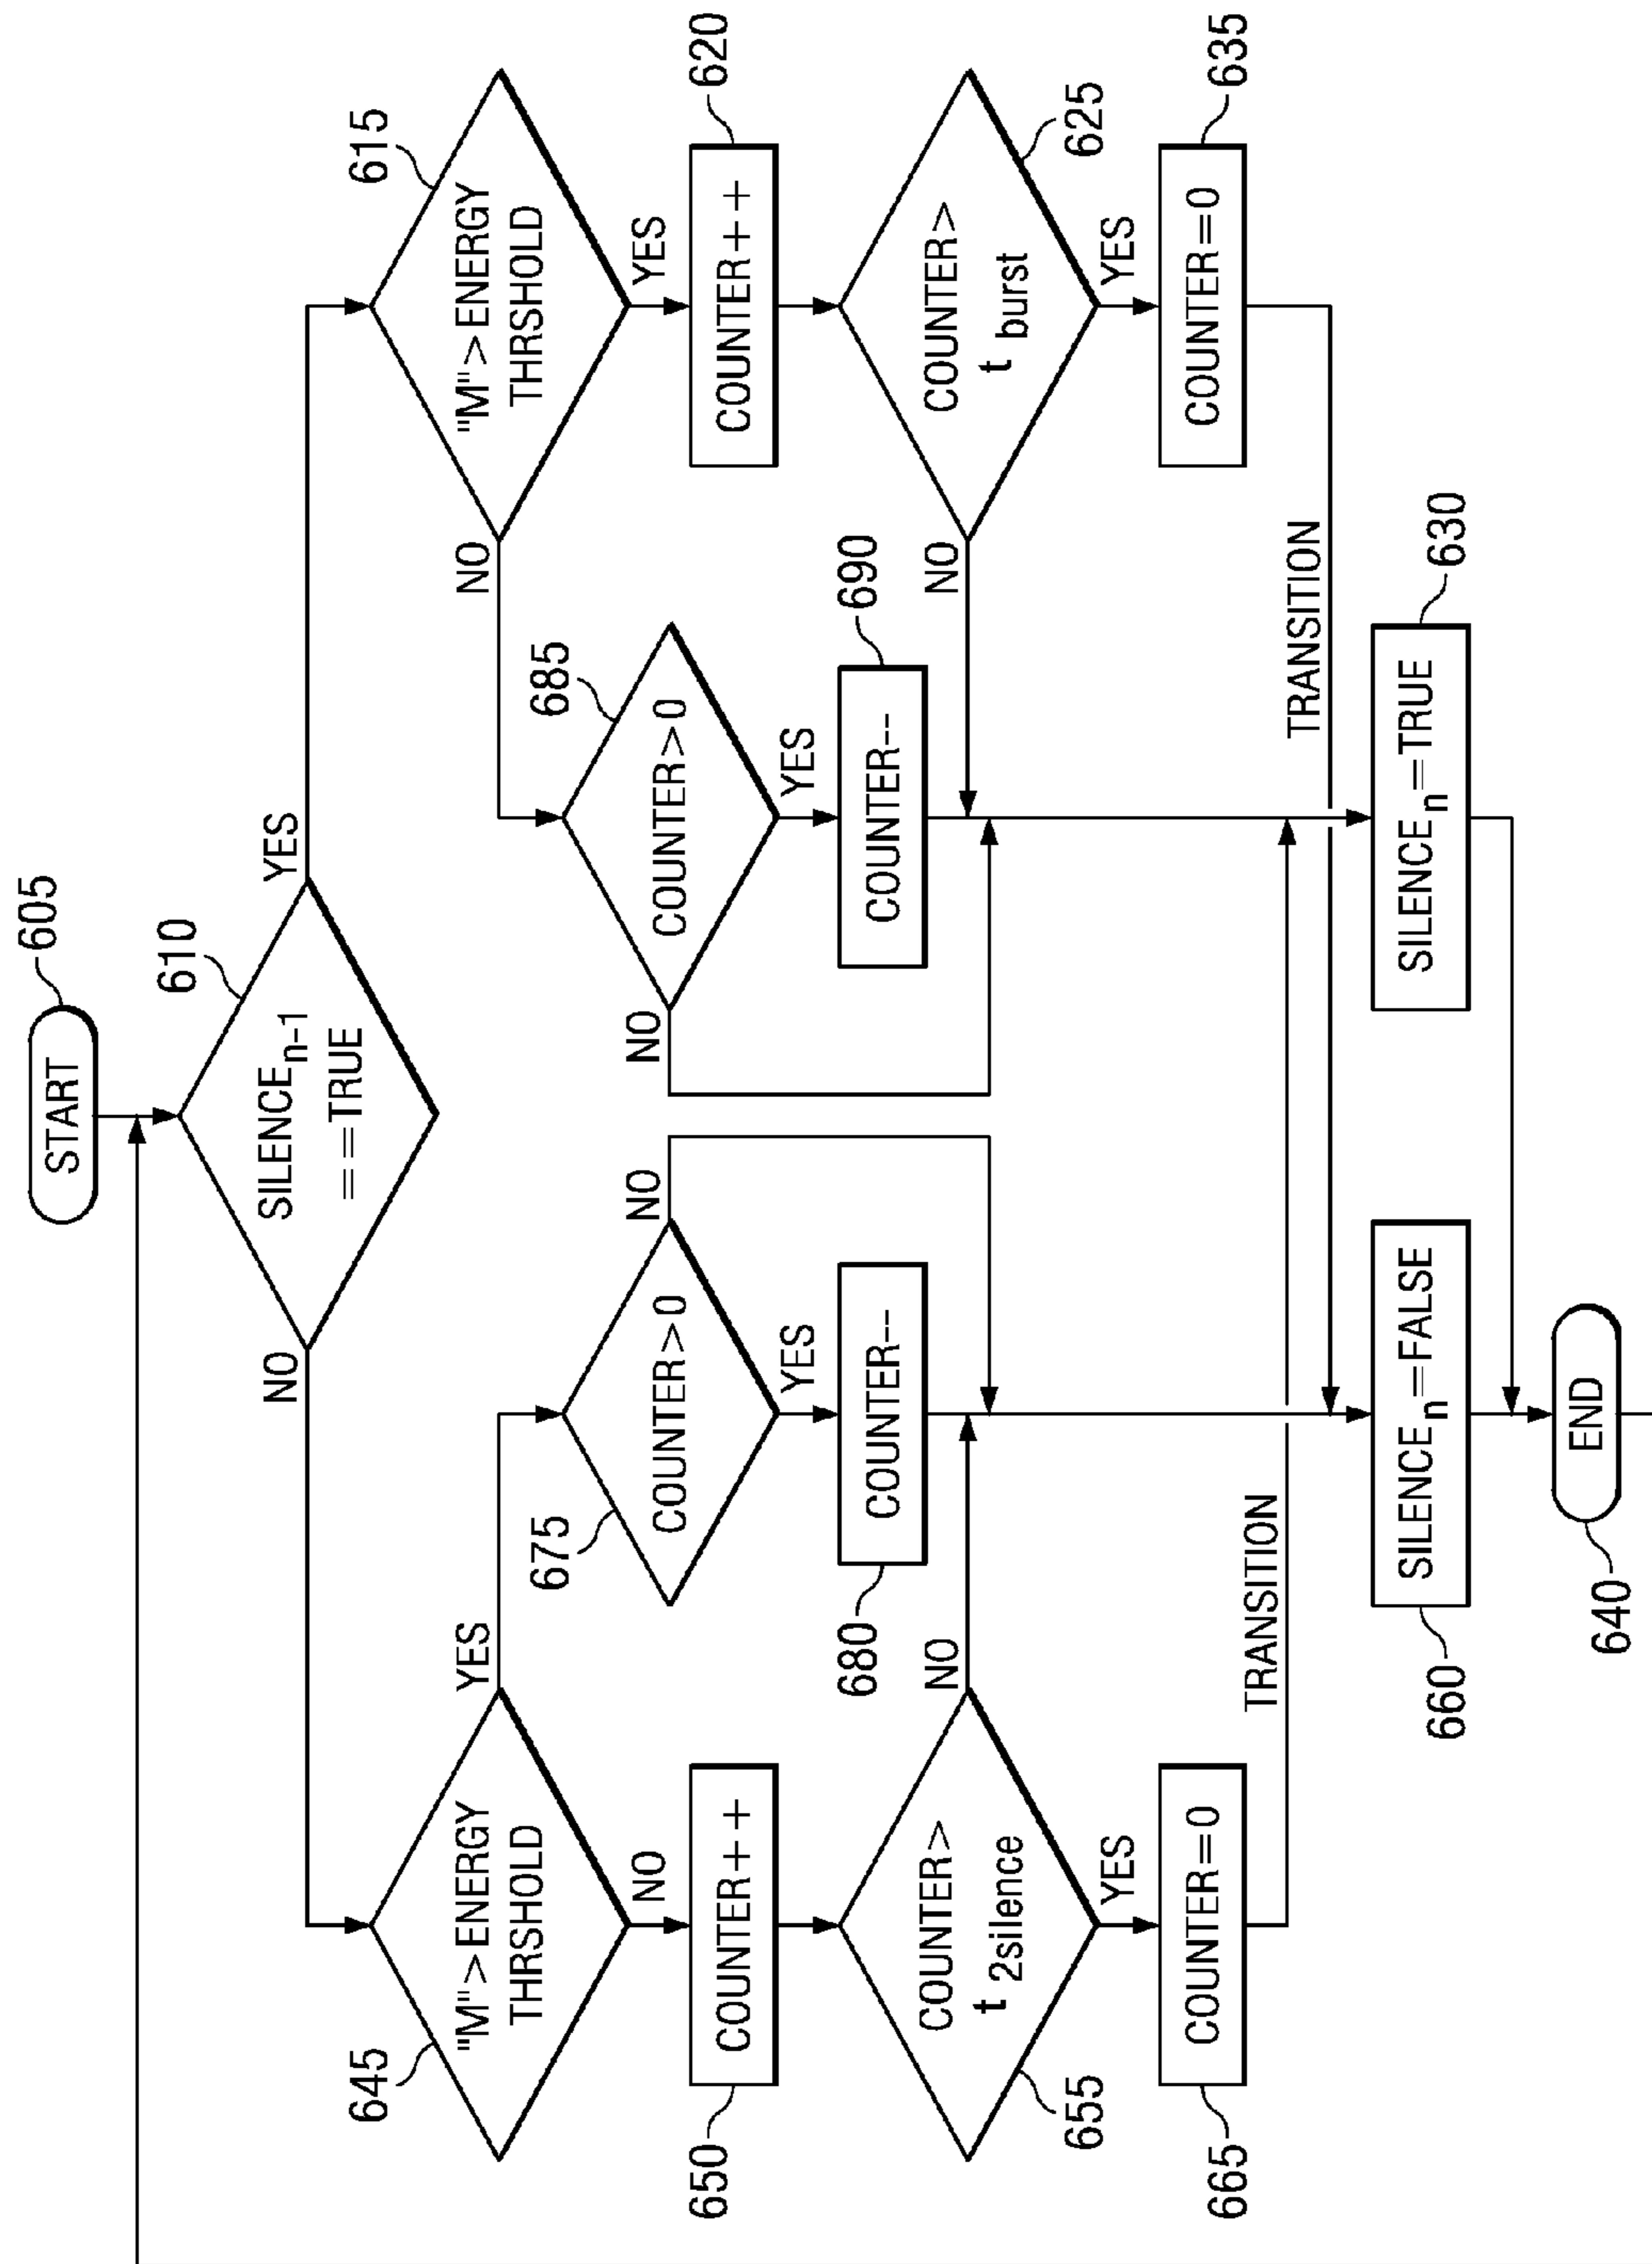 START
605
610
SILENCE n-1
==TRUE
NO
YES
645
"M">ENERGY
THRSHOLD
YES
NO
615
"M">ENERGY
THRSHOLD
NO
YES
675
COUNTER>0
NO
YES
685
COUNTER>0
NO
YES
650
COUNTER++
620
COUNTER++
680
COUNTER--
690
COUNTER--
655
COUNTER>
t 2silence
NO
YES
625
COUNTER>
t burst
NO
YES
665
COUNTER=0
635
COUNTER=0
TRANSITION
TRANSITION
660
SILENCE n=FALSE
630
SILENCE n=TRUE
640
END